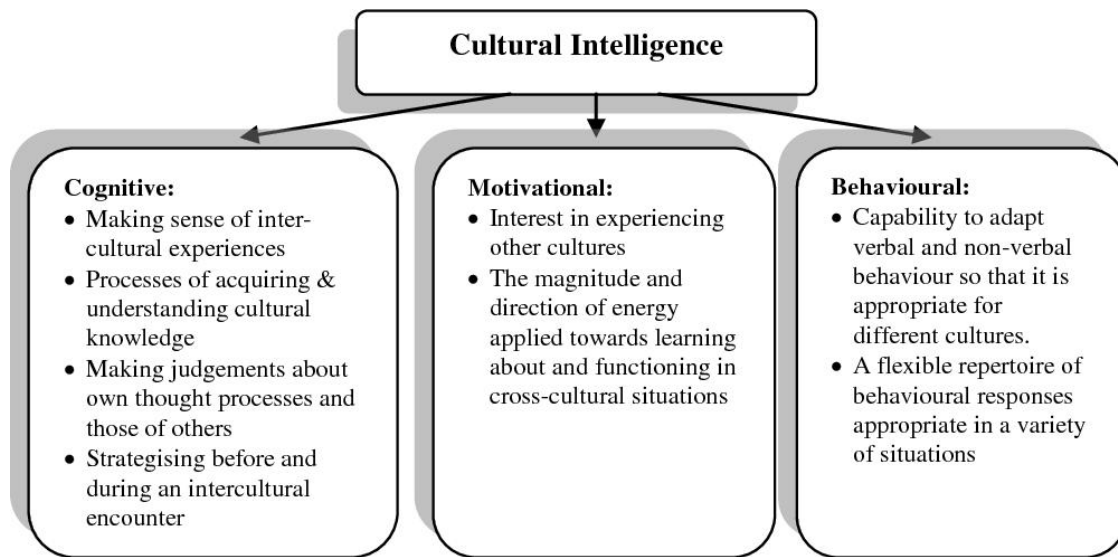 Cultural Intelligence
Cognitive:
• Making sense of inter-
cultural experiences
• Processes of acquiring &
understanding cultural
knowledge
• Making judgements about
own thought processes and
those of others
• Strategising before and
during an intercultural
encounter
Motivational:
• Interest in experiencing
other cultures
• The magnitude and
direction of energy
applied towards learning
about and functioning in
cross-cultural situations
Behavioural:
• Capability to adapt
verbal and non-verbal
behaviour so that it is
appropriate for
different cultures.
• A flexible repertoire of
behavioural responses
appropriate in a variety
of situations